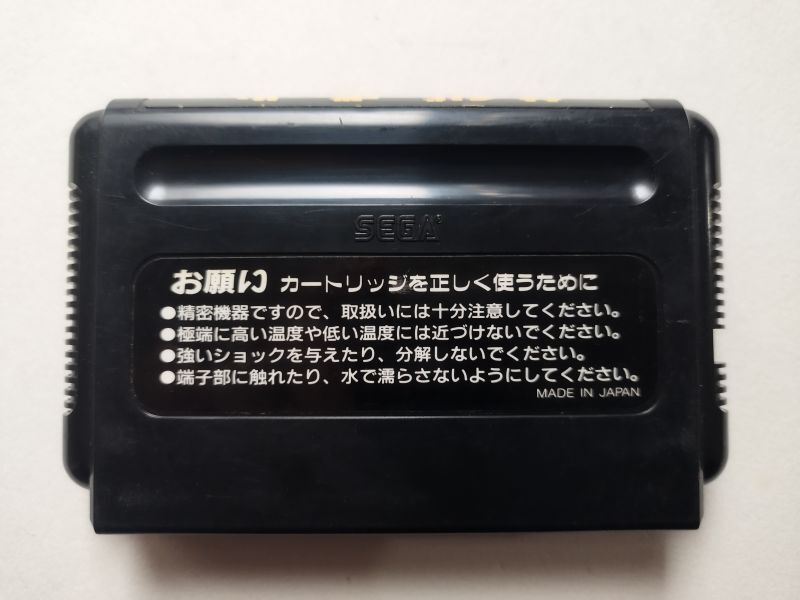 SEGA
お願い カートリッジを正しく使うために
●精密機器ですので、取扱いには十分注意してください。
●極端に高い温度や低い温度には近づけないでください。
●強いショックを与えたり、分解しないでください。
●端子部に触れたり、水で濡らさないようにしてください。
MADE IN JAPAN